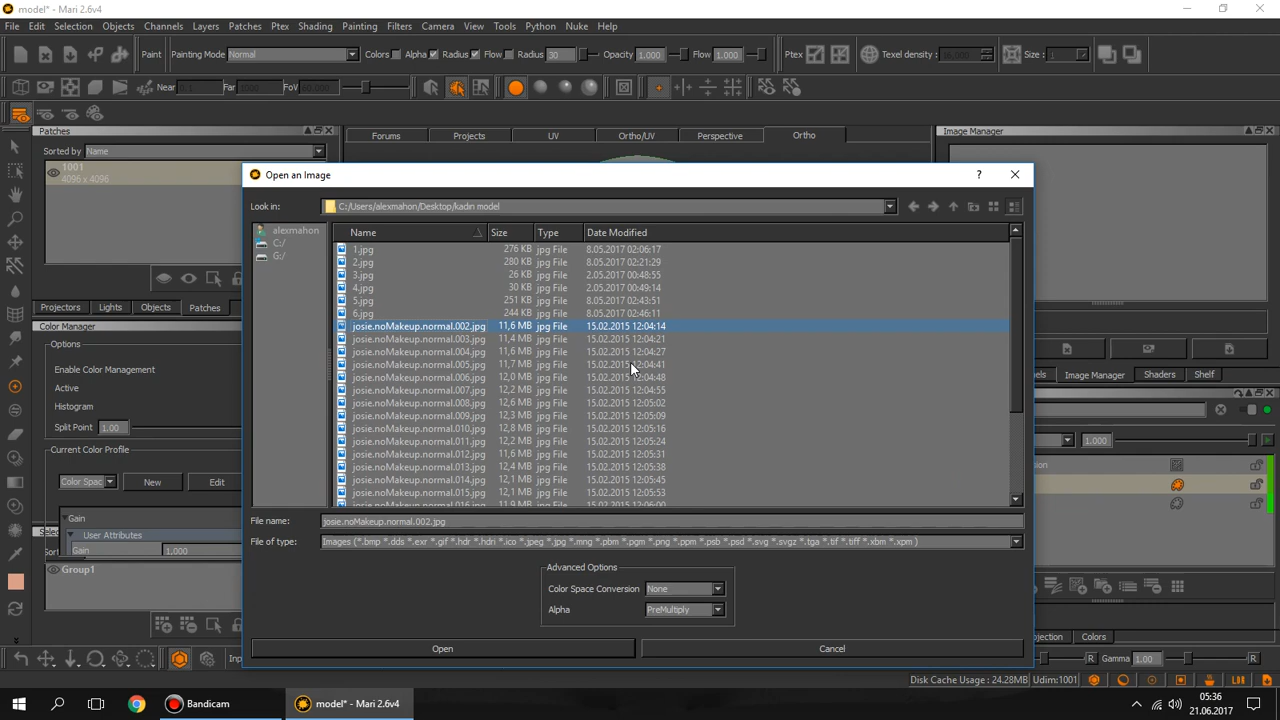 model* - Mari 2.6v4
File Edit Selection Objects Channels Layers Patches Ptex Shading Painting Filters Camera View Tools Python Nuke Help
Paint Painting Mode Normal Colors Alpha Radius Flow Radius 30 Opacity 1.000 Flow 1.000 Ptex Texel density Size :
Near Far FoV
Patches
Forums Projects UV Ortho/UV Perspective Ortho
Image Manager
Sorted by Name
1001
4096 x 4096
Open an Image
Look in: C:/Users/alexmahon/Desktop/kadin model
alexmahon
C:/
G:/
Name Size Type Date Modified
1.jpg 276 KB jpg File 8.05.2017 02:06:17
2.jpg 280 KB jpg File 8.05.2017 02:21:29
3.jpg 26 KB jpg File 2.05.2017 00:48:55
4.jpg 30 KB jpg File 2.05.2017 00:49:14
5.jpg 251 KB jpg File 8.05.2017 02:43:51
6.jpg 244 KB jpg File 8.05.2017 02:46:11
josie.noMakeup.normal.002.jpg 11,6 MB jpg File 15.02.2015 12:04:14
josie.noMakeup.normal.003.jpg 11,4 MB jpg File 15.02.2015 12:04:21
josie.noMakeup.normal.004.jpg 11,6 MB jpg File 15.02.2015 12:04:27
josie.noMakeup.normal.005.jpg 11,7 MB jpg File 15.02.2015 12:04:41
josie.noMakeup.normal.006.jpg 12,0 MB jpg File 15.02.2015 12:04:48
josie.noMakeup.normal.007.jpg 12,2 MB jpg File 15.02.2015 12:04:55
josie.noMakeup.normal.008.jpg 12,6 MB jpg File 15.02.2015 12:05:02
josie.noMakeup.normal.009.jpg 12,3 MB jpg File 15.02.2015 12:05:09
josie.noMakeup.normal.010.jpg 12,8 MB jpg File 15.02.2015 12:05:16
josie.noMakeup.normal.011.jpg 12,2 MB jpg File 15.02.2015 12:05:24
josie.noMakeup.normal.012.jpg 11,6 MB jpg File 15.02.2015 12:05:31
josie.noMakeup.normal.013.jpg 12,4 MB jpg File 15.02.2015 12:05:38
josie.noMakeup.normal.014.jpg 12,1 MB jpg File 15.02.2015 12:05:45
josie.noMakeup.normal.015.jpg 12,1 MB jpg File 15.02.2015 12:05:53
josie.noMakeup.normal.016.jpg 11,9 MB jpg File 15.02.2015 12:06:00
File name: josie.noMakeup.normal.002.jpg
File of type: Images (*.bmp *.dds *.exr *.gif *.hdr *.hdri *.ico *.jpeg *.jpg *.mng *.pbm *.pgm *.png *.ppm *.psb *.psd *.svg *.svgz *.tga *.tif *.tiff *.xbm *.xpm )
Advanced Options
Color Space Conversion None
Alpha PreMultiply
Open Cancel
Projectors Lights Objects Patches
Color Manager
Options
Enable Color Management
Active
Histogram
Split Point 1.00
Current Color Profile
Color Spac New Edit
Gain
User Attributes
Gain 1,000
Group1
Image Manager Shaders Shelf
1.000
Colors
R Gamma 1.00 R
Disk Cache Usage : 24.28MB Udim:1001
Bandicam
model* - Mari 2.6v4
05:36
21.06.2017